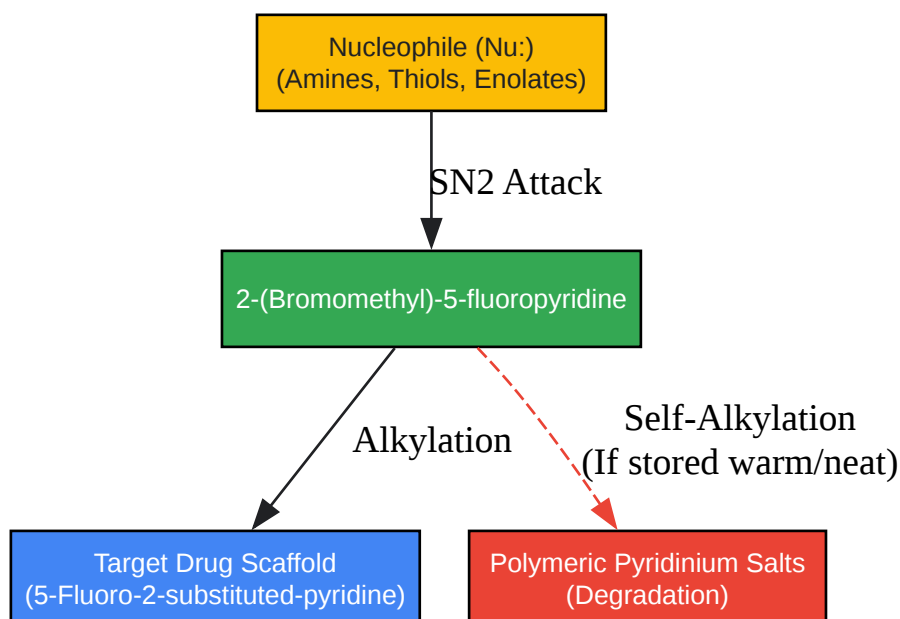 Nucleophile (Nu:)
(Amines, Thiols, Enolates)
SN2 Attack
2-(Bromomethyl)-5-fluoropyridine
Alkylation
Self-Alkylation
(If stored warm/neat)
Target Drug Scaffold
(5-Fluoro-2-substituted-pyridine)
Polymeric Pyridinium Salts
(Degradation)